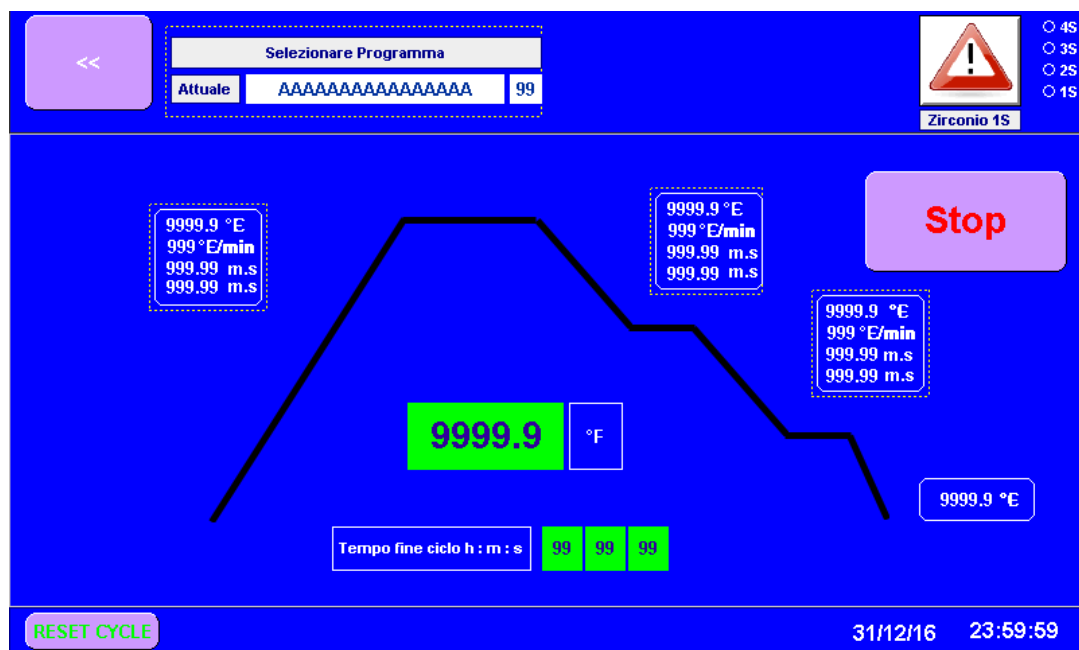 <<
Selezionare Programma
Attuale AAAAAAAAAAAAAAAA 99
4S
3S
2S
1S
!
Zirconio 1S
9999.9 °E
999 °E/min
999.99 m.s
999.99 m.s
9999.9 °E
999 °E/min
999.99 m.s
999.99 m.s
Stop
9999.9 °E
999 °E/min
999.99 m.s
999.99 m.s
9999.9 °F
9999.9 °E
Tempo fine ciclo h : m : s 99 99 99
RESET CYCLE
31/12/16 23:59:59